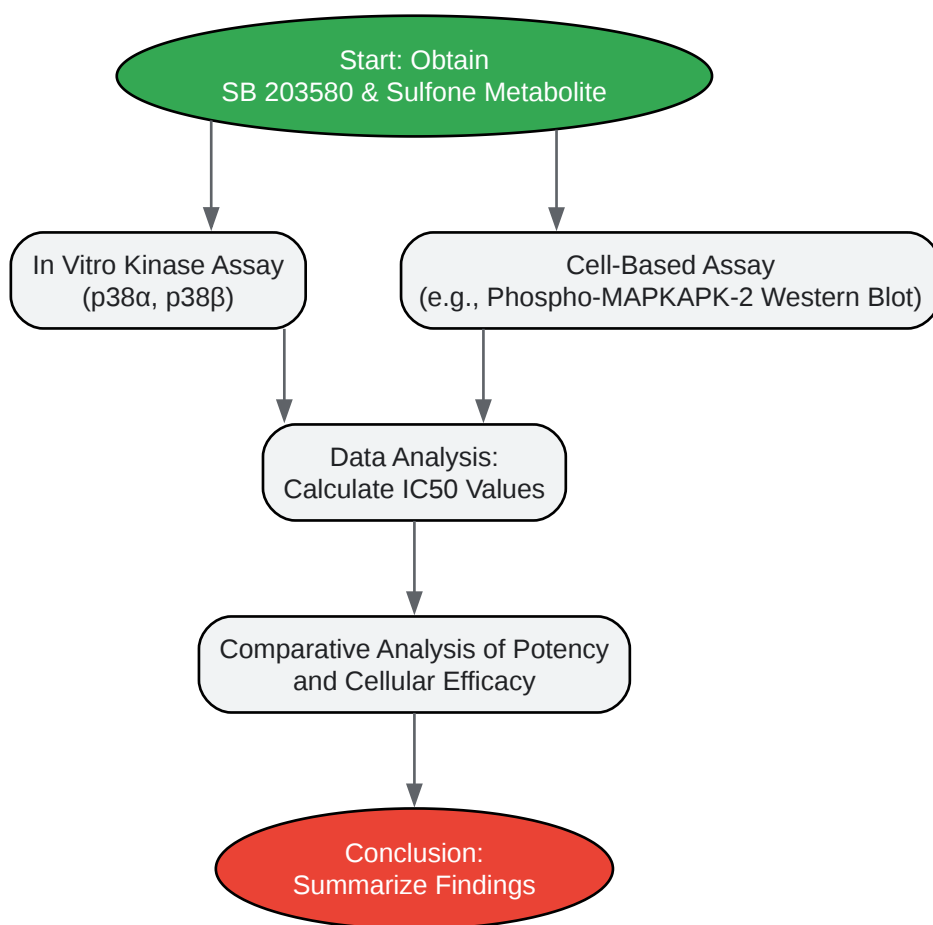 Start: Obtain
SB 203580 & Sulfone Metabolite
In Vitro Kinase Assay
(p38α, p38β)
Cell-Based Assay
(e.g., Phospho-MAPKAPK-2 Western Blot)
Data Analysis:
Calculate IC50 Values
Comparative Analysis of Potency
and Cellular Efficacy
Conclusion:
Summarize Findings